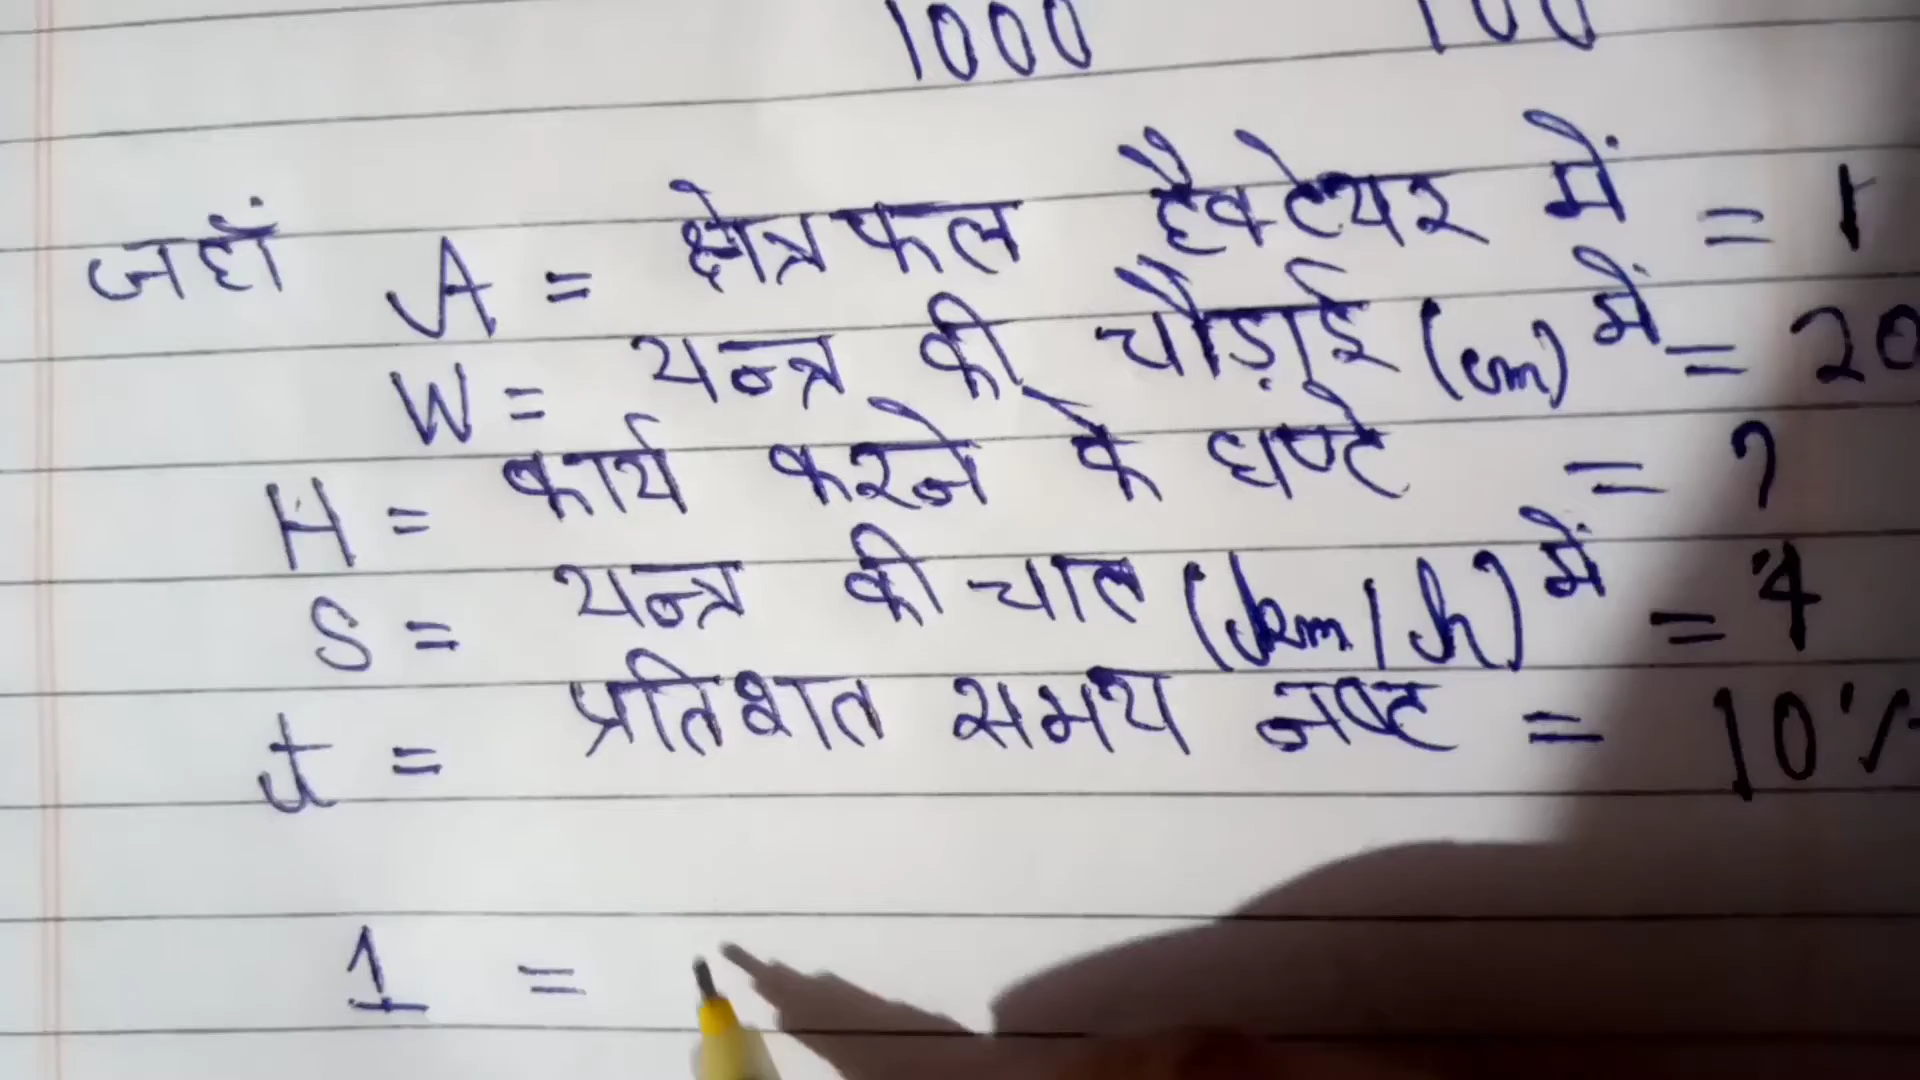 1000 100
जहाँ A = क्षेत्रफल हैक्टेयर में = 1
W = यन्त्र की चौड़ाई (cm) में = 20
H = कार्य करने के घण्टे = ?
S = यन्त्र की चाल (km/h) में = 4
t = प्रतिशत समय नष्ट = 10%
1 =